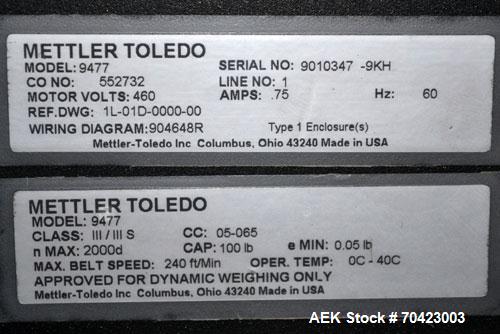 METTLER TOLEDO
MODEL: 9477 SERIAL NO: 9010347 -9KH
CO NO: 552732 LINE NO: 1
MOTOR VOLTS: 460 AMPS: .75 Hz: 60
REF.DWG: 1L-01D-0000-00
WIRING DIAGRAM:904648R Type 1 Enclosure(s)
Mettler-Toledo Inc Columbus, Ohio 43240 Made in USA
METTLER TOLEDO
MODEL: 9477
CLASS: III / III S CC: 05-065
n MAX: 2000d CAP: 100 lb e MIN: 0.05 lb
MAX. BELT SPEED: 240 ft/Min OPER. TEMP: 0C - 40C
APPROVED FOR DYNAMIC WEIGHING ONLY
Mettler-Toledo Inc Columbus, Ohio 43240 Made in USA
AEK Stock # 70423003